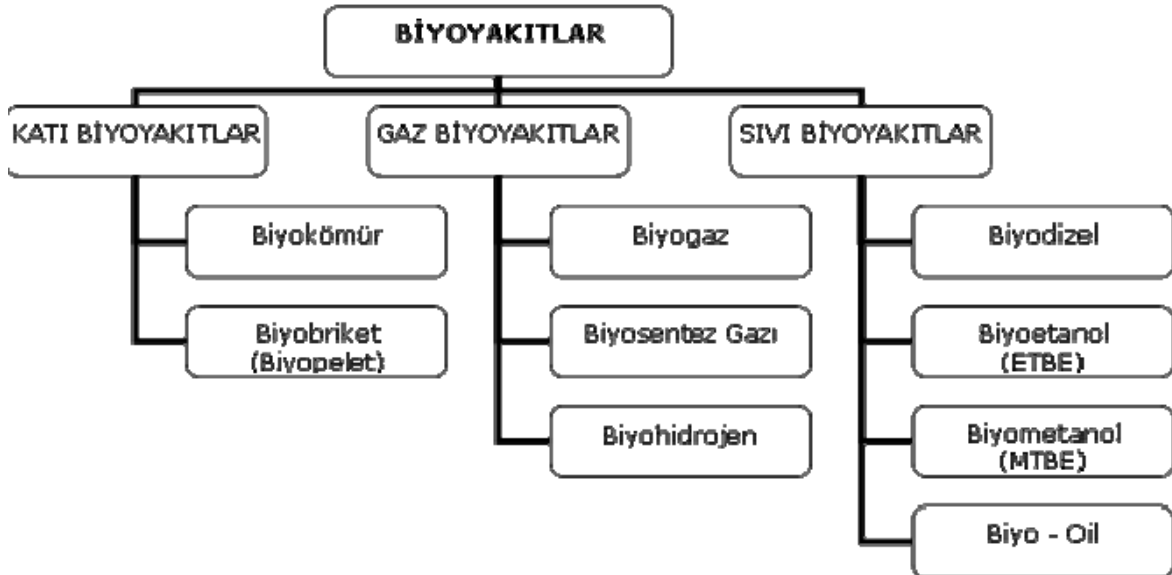 BİYOYAKITLAR
KATI BİYOYAKITLAR
GAZ BİYOYAKITLAR
SIVI BİYOYAKITLAR
Biyokömür
Biyobriket
(Biyopelet)
Biyogaz
Biyosentez Gazı
Biyohidrojen
Biyodizel
Biyoetanol
(ETBE)
Biyometanol
(MTBE)
Biyo - Oil